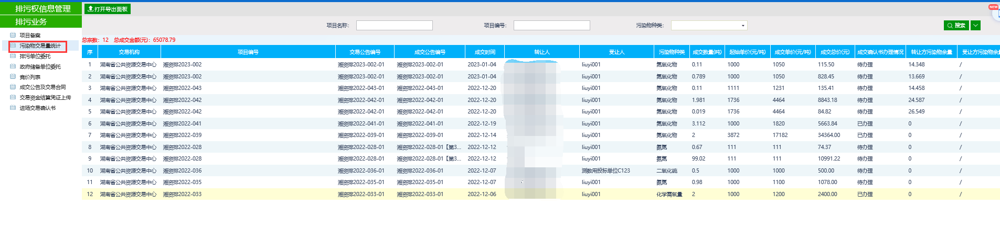 排污权信息管理
排污业务
项目备案
污染物交易量统计
排污单位委托
政府储备单位委托
竞价列表
成交公告及交易合同
交易资金结算凭证上传
进场交易确认书
打开导出面板
NEW
项目名称： 项目编号： 污染物种类： 搜索
总宗数：12 总成交金额(元)：65078.79
序 交易机构 项目编号 交易公告编号 成交公告编号 成交时间 转让人 受让人 污染物种类 成交数量(吨) 起始单价(元/吨) 成交单价(元/吨) 成交总价(元) 成交确认书办理情况 转让方污染物余量 受让方污染物余量
1 湖南省公共资源交易中心 湘资排2023-002 湘资排2023-002-01 湘资排2023-002-01 2023-01-04 liuyi001 氮氧化物 0.11 1000 1050 115.50 待办理 14.348 /
2 湖南省公共资源交易中心 湘资排2023-002 湘资排2023-002-01 湘资排2023-002-01 2023-01-04 liuyi001 氮氧化物 0.789 1000 1050 828.45 待办理 13.669 /
3 湖南省公共资源交易中心 湘资排2022-043 湘资排2022-043-01 湘资排2022-043-01 2022-12-20 liuyi001 氮氧化物 0.11 1111 1231 135.41 待办理 14.458 /
4 湖南省公共资源交易中心 湘资排2022-042 湘资排2022-042-01 湘资排2022-042-01 2022-12-20 liuyi001 氮氧化物 1.981 1736 4464 8843.18 待办理 24.587 /
5 湖南省公共资源交易中心 湘资排2022-042 湘资排2022-042-01 湘资排2022-042-01 2022-12-20 liuyi001 氮氧化物 0.019 1736 4464 84.82 待办理 26.549 /
6 湖南省公共资源交易中心 湘资排2022-041 湘资排2022-041-01 湘资排2022-041-01 2022-12-19 liuyi001 氮氧化物 3.112 1000 1820 5663.84 已办理 0 /
7 湖南省公共资源交易中心 湘资排2022-039 湘资排2022-039-01 湘资排2022-039-01 2022-12-14 liuyi001 氮氧化物 2 3872 17182 34364.00 已办理 0 /
8 湖南省公共资源交易中心 湘资排2022-028 湘资排2022-028-01 湘资排2022-028-01【第3... 2022-12-12 liuyi001 氨氮 0.67 111 111 74.37 待办理 0 /
9 湖南省公共资源交易中心 湘资排2022-028 湘资排2022-028-01 湘资排2022-028-01【第3... 2022-12-12 liuyi001 氨氮 99.02 111 111 10991.22 待办理 0 /
10 湖南省公共资源交易中心 湘资排2022-036 湘资排2022-036-01 湘资排2022-036-01 2022-12-07 测数用投标单位C123 二氧化硫 0.5 1000 1000 500.00 待办理 0 /
11 湖南省公共资源交易中心 湘资排2022-035 湘资排2022-035-01 湘资排2022-035-01 2022-12-07 liuyi001 氨氮 0.98 1000 1100 1078.00 待办理 0 /
12 湖南省公共资源交易中心 湘资排2022-033 湘资排2022-033-01 湘资排2022-033-01 2022-12-06 liuyi001 化学需氧量 2 1000 1200 2400.00 已办理 0 /